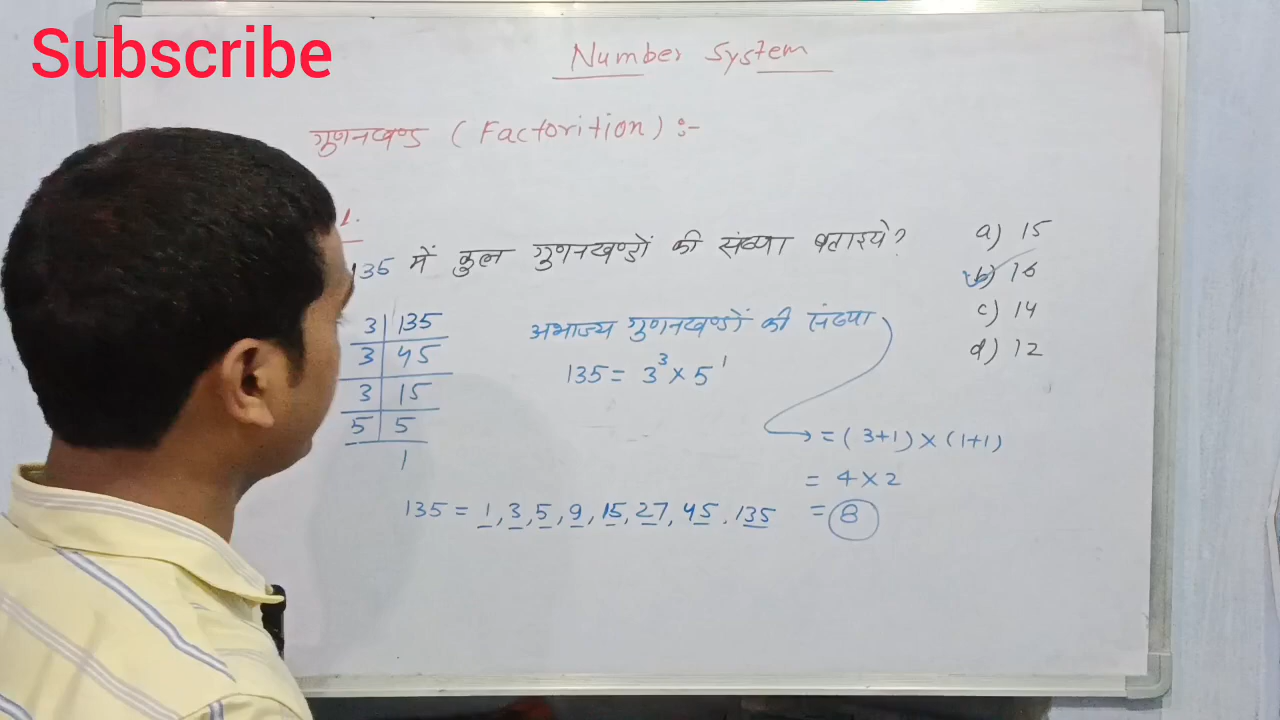 Subscribe
Number System
गुणनखण्ड (Factorition) :-
1.
135 में कुल गुणनखण्डों की संख्या बताइये?
a) 15
b) 16
c) 14
d) 12
3 | 135
3 | 45
3 | 15
5 | 5
1
अभाज्य गुणनखण्डों की संख्या
135 = 3³ × 5¹
= (3+1) × (1+1)
= 4 × 2
= 8
135 = 1, 3, 5, 9, 15, 27, 45, 135